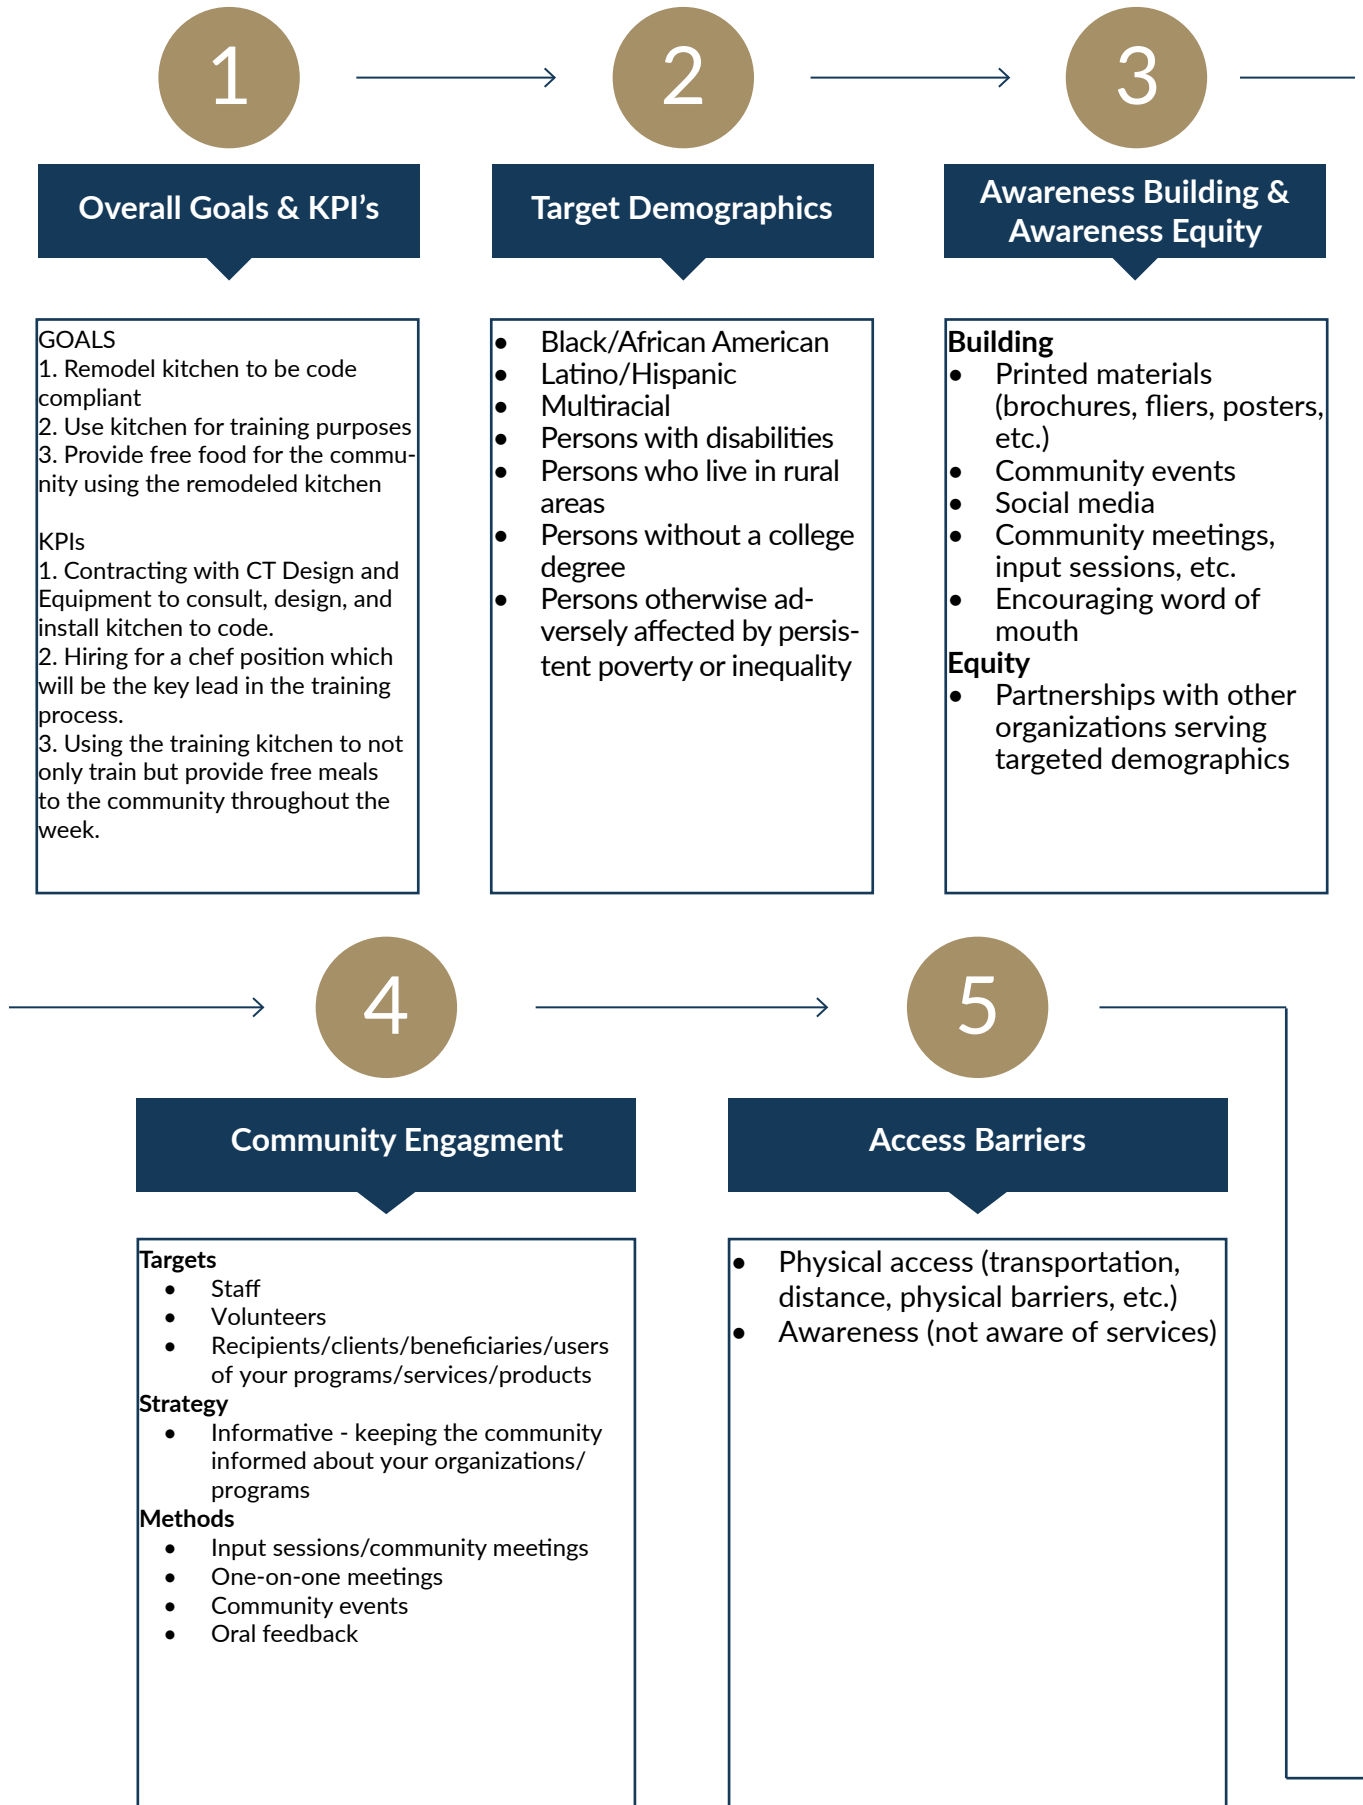 1
2
3
Overall Goals & KPI’s
Target Demographics
Awareness Building &
Awareness Equity
GOALS
1. Remodel kitchen to be code
compliant
2. Use kitchen for training purposes
3. Provide free food for the commu-
nity using the remodeled kitchen
KPIs
1. Contracting with CT Design and
Equipment to consult, design, and
install kitchen to code.
2. Hiring for a chef position which
will be the key lead in the training
process.
3. Using the training kitchen to not
only train but provide free meals
to the community throughout the
week.
• Black/African American
• Latino/Hispanic
• Multiracial
• Persons with disabilities
• Persons who live in rural
areas
• Persons without a college
degree
• Persons otherwise ad-
versely affected by persis-
tent poverty or inequality
Building
• Printed materials
(brochures, fliers, posters,
etc.)
• Community events
• Social media
• Community meetings,
input sessions, etc.
• Encouraging word of
mouth
Equity
• Partnerships with other
organizations serving
targeted demographics
4
5
Community Engagment
Access Barriers
Targets
• Staff
• Volunteers
• Recipients/clients/beneficiaries/users
of your programs/services/products
Strategy
• Informative - keeping the community
informed about your organizations/
programs
Methods
• Input sessions/community meetings
• One-on-one meetings
• Community events
• Oral feedback
• Physical access (transportation,
distance, physical barriers, etc.)
• Awareness (not aware of services)